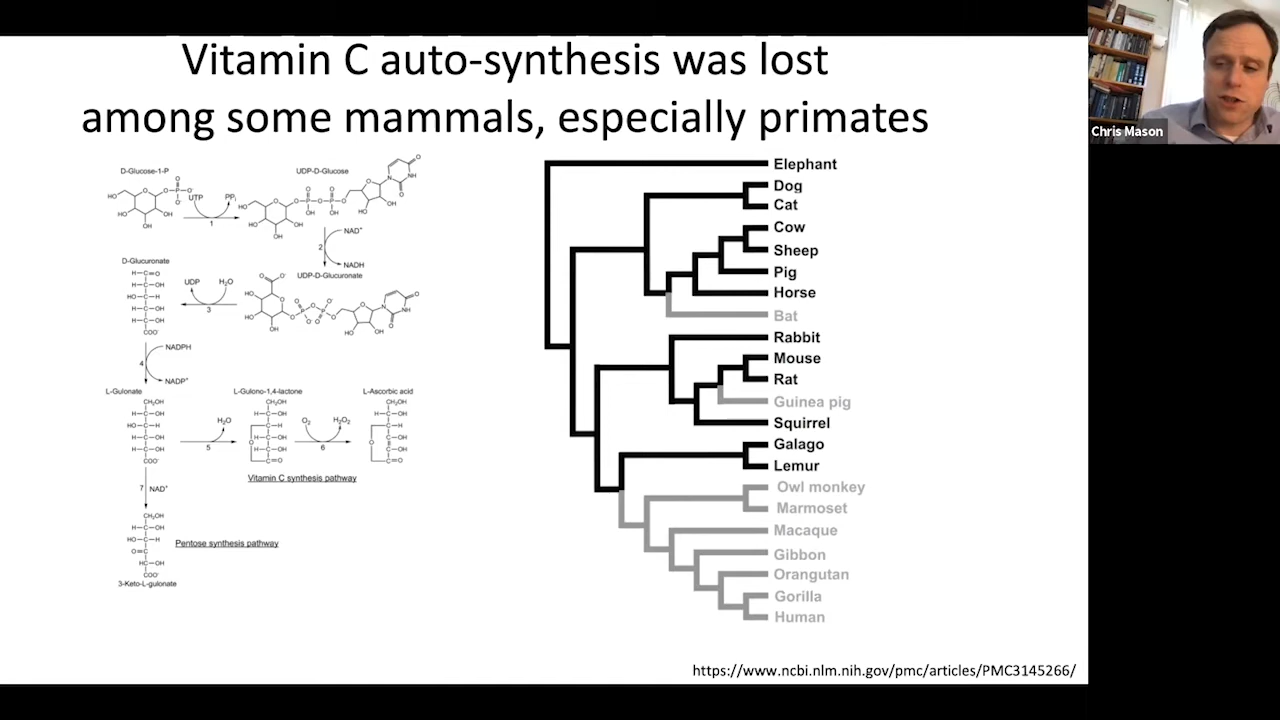 Vitamin C auto-synthesis was lost
among some mammals, especially primates
Chris Mason
D-Glucose-1-P
UDP-D-Glucose
UTP
PPi
1
NAD+
2
NADH
D-Glucuronate
UDP-D-Glucuronate
UDP
H2O
3
NADPH
4
NADP+
L-Gulonate
L-Gulono-1,4-lactone
L-Ascorbic acid
H2O
5
O2
H2O2
6
Vitamin C synthesis pathway
7
NAD+
Pentose synthesis pathway
3-Keto-L-gulonate
Elephant
Dog
Cat
Cow
Sheep
Pig
Horse
Bat
Rabbit
Mouse
Rat
Guinea pig
Squirrel
Galago
Lemur
Owl monkey
Marmoset
Macaque
Gibbon
Orangutan
Gorilla
Human
https://www.ncbi.nlm.nih.gov/pmc/articles/PMC3145266/